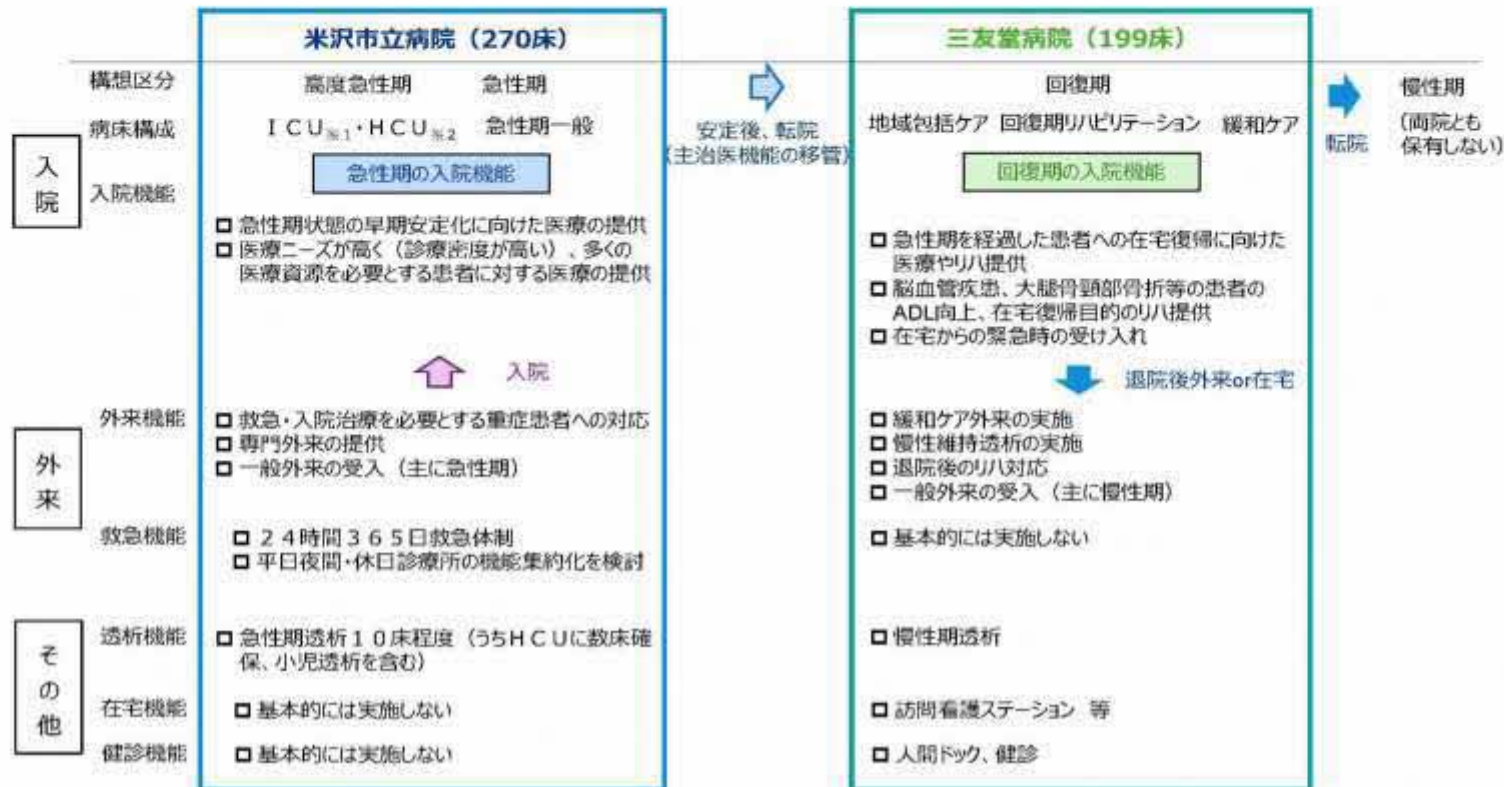 米沢市立病院（270床）
三友堂病院（199床）
構想区分
高度急性期
急性期
回復期
慢性期
病床構成
ＩＣＵ※1・ＨＣＵ※2
急性期一般
安定後、転院
（主治医機能の移管）
地域包括ケア
回復期リハビリテーション
緩和ケア
転院
（両院とも
保有しない）
入院
入院機能
急性期の入院機能
回復期の入院機能
急性期状態の早期安定化に向けた医療の提供
医療ニーズが高く（診療密度が高い）、多くの
医療資源を必要とする患者に対する医療の提供
急性期を経過した患者への在宅復帰に向けた
医療やリハ提供
脳血管疾患、大腿骨頸部骨折等の患者の
ADL向上、在宅復帰目的のリハ提供
在宅からの緊急時の受け入れ
入院
退院後外来or在宅
外来
外来機能
救急・入院治療を必要とする重症患者への対応
専門外来の提供
一般外来の受入（主に急性期）
緩和ケア外来の実施
慢性維持透析の実施
退院後のリハ対応
一般外来の受入（主に慢性期）
救急機能
２４時間３６５日救急体制
平日夜間・休日診療所の機能集約化を検討
基本的には実施しない
その他
透析機能
急性期透析１０床程度（うちＨＣＵに数床確
保、小児透析を含む）
慢性期透析
在宅機能
基本的には実施しない
訪問看護ステーション 等
健診機能
基本的には実施しない
人間ドック、健診